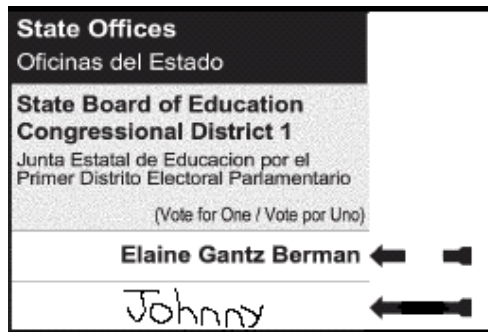 State Offices
Oficinas del Estado
State Board of Education
Congressional District 1
Junta Estatal de Educacion por el
Primer Distrito Electoral Parlamentario
(Vote for One / Vote por Uno)
Elaine Gantz Berman
Johnny